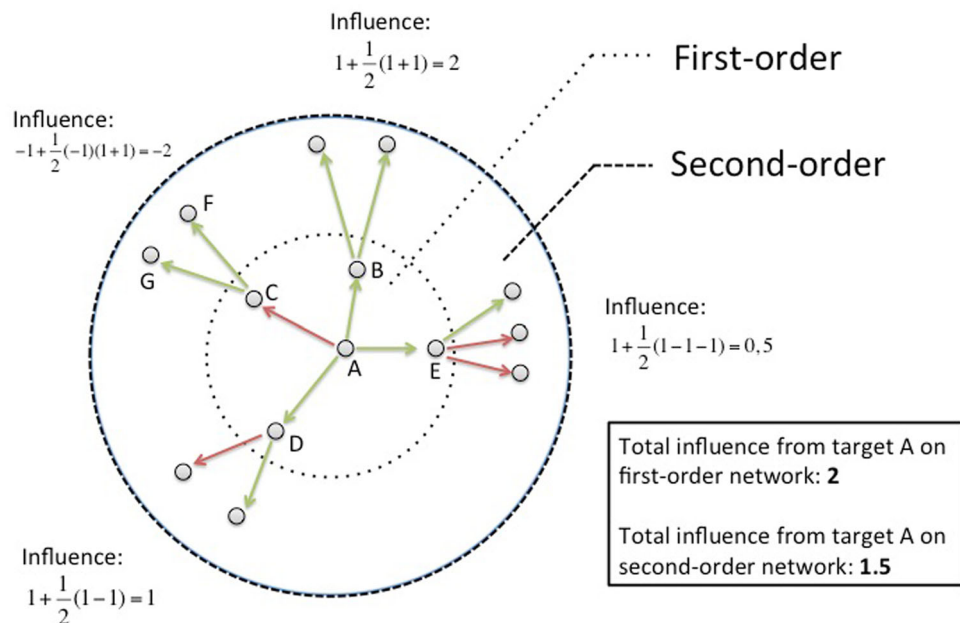 Influence:
1+1/2(1+1)=2
First-order
Influence:
-1+1/2(-1)(1+1)=-2
Second-order
F
G
C
B
A
E
D
Influence:
1+1/2(1-1-1)=0,5
Total influence from target A on
first-order network: 2
Total influence from target A on
second-order network: 1.5
Influence:
1+1/2(1-1)=1